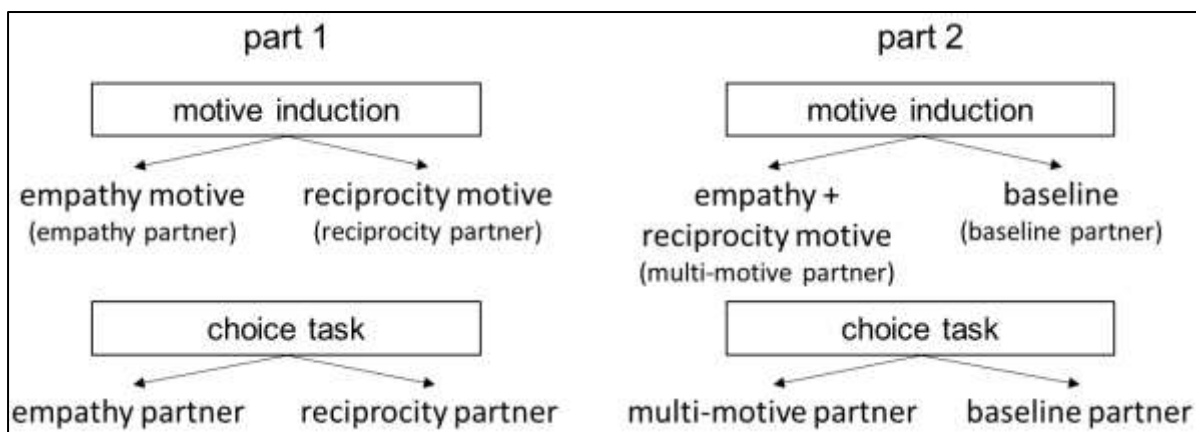 part 1
motive induction
empathy motive
(empathy partner)
reciprocity motive
(reciprocity partner)
choice task
empathy partner
reciprocity partner
part 2
motive induction
empathy +
reciprocity motive
(multi-motive partner)
baseline
(baseline partner)
choice task
multi-motive partner
baseline partner